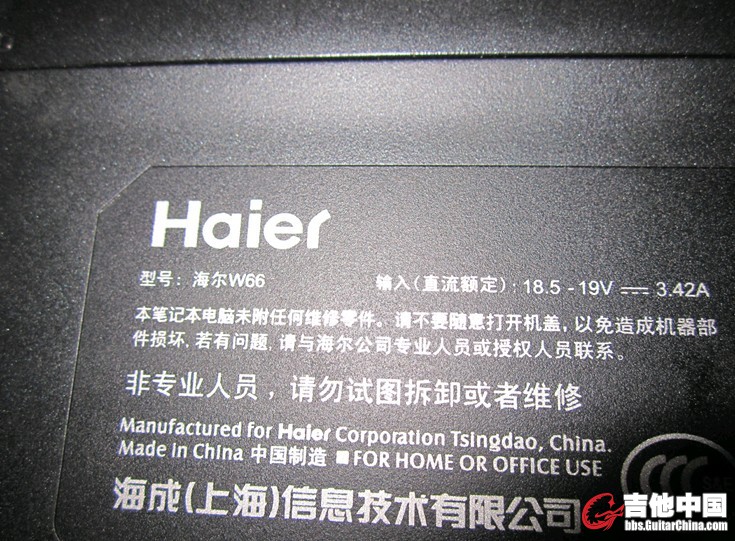 Haier
型号：海尔W66 输入(直流额定)：18.5 - 19V ⎓ 3.42A
本笔记本电脑未附任何维修零件。请不要随意打开机盖，以免造成机器部
件损坏，若有问题，请与海尔公司专业人员或授权人员联系。
非专业人员，请勿试图拆卸或者维修
Manufactured for Haier Corporation Tsingdao, China.
Made in China 中国制造 ■FOR HOME OR OFFICE USE
海成(上海)信息技术有限公司
吉他中国
bbs.GuitarChina.com